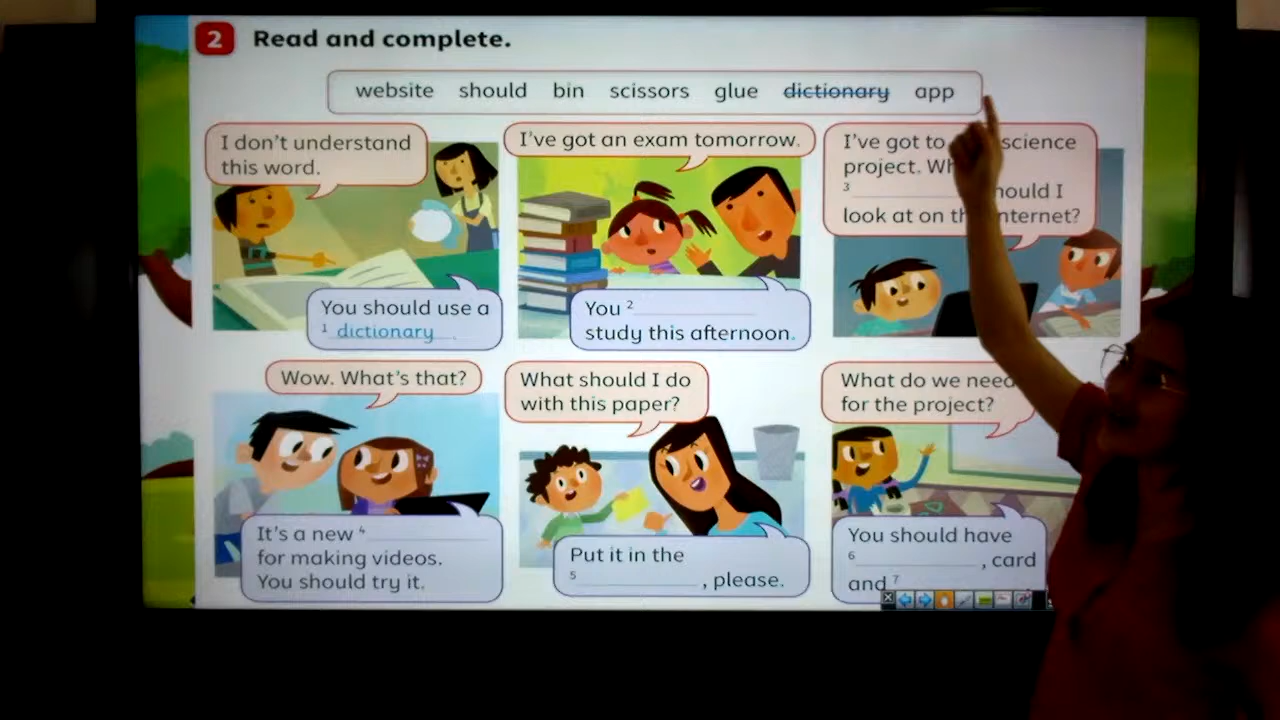 2 Read and complete.
website should bin scissors glue dictionary app
I don't understand
this word.
You should use a
1 dictionary .
I've got an exam tomorrow.
You 2
study this afternoon.
I've got to science
project.
3 should I
look at on the internet?
Wow. What's that?
It's a new 4
for making videos.
You should try it.
What should I do
with this paper?
Put it in the
5 , please.
What do we need
for the project?
You should have
6 , card
and 7